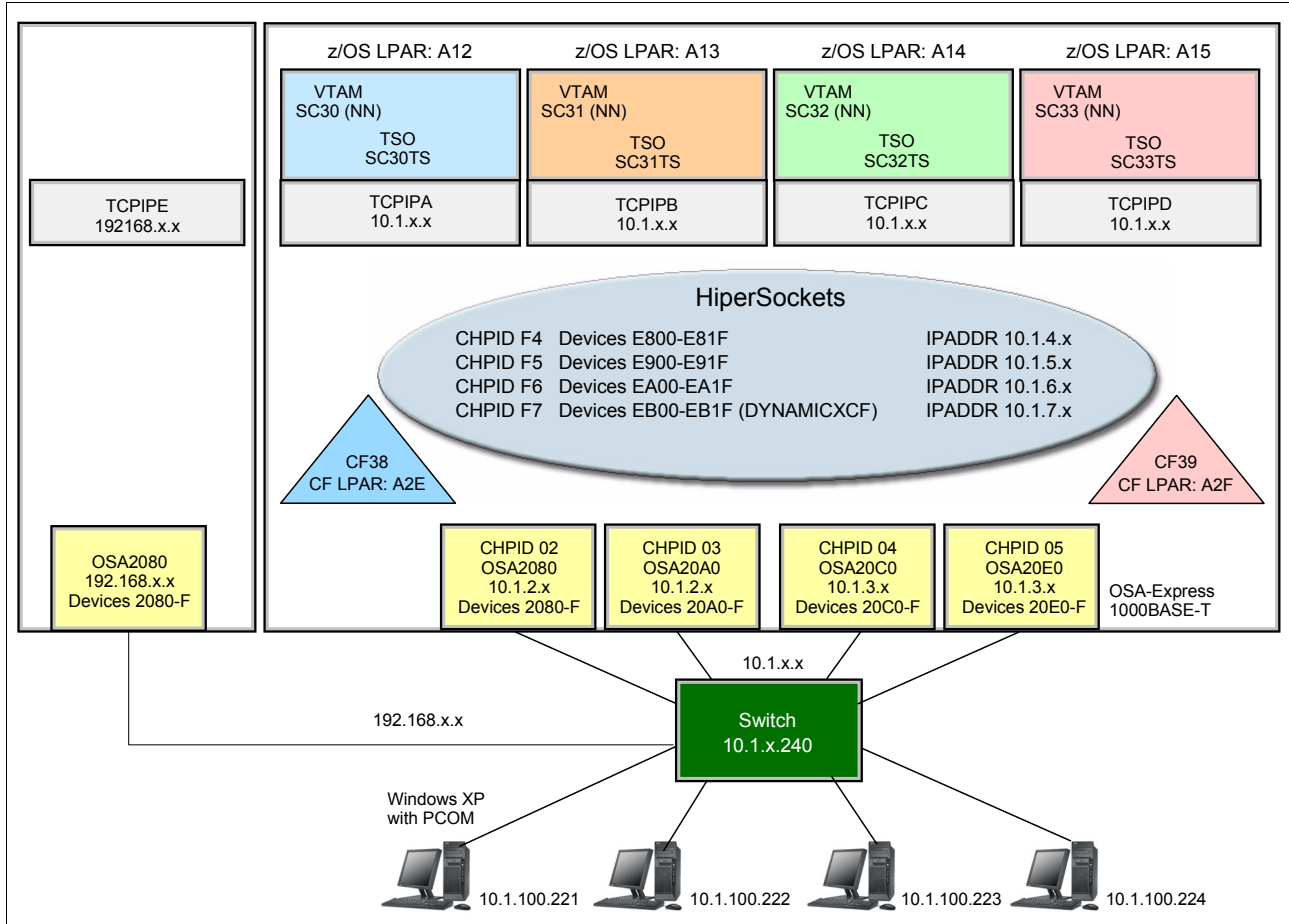 z/OS LPAR: A12
z/OS LPAR: A13
z/OS LPAR: A14
z/OS LPAR: A15
VTAM
SC30 (NN)
TSO
SC30TS
VTAM
SC31 (NN)
TSO
SC31TS
VTAM
SC32 (NN)
TSO
SC32TS
VTAM
SC33 (NN)
TSO
SC33TS
TCPIPE
192168.x.x
TCPIPA
10.1.x.x
TCPIPB
10.1.x.x
TCPIPC
10.1.x.x
TCPIPD
10.1.x.x
HiperSockets
CHPID F4 Devices E800-E81F IPADDR 10.1.4.x
CHPID F5 Devices E900-E91F IPADDR 10.1.5.x
CHPID F6 Devices EA00-EA1F IPADDR 10.1.6.x
CHPID F7 Devices EB00-EB1F (DYNAMICXCF) IPADDR 10.1.7.x
CF38
CF LPAR: A2E
CF39
CF LPAR: A2F
OSA2080
192.168.x.x
Devices 2080-F
CHPID 02
OSA2080
10.1.2.x
Devices 2080-F
CHPID 03
OSA20A0
10.1.2.x
Devices 20A0-F
CHPID 04
OSA20C0
10.1.3.x
Devices 20C0-F
CHPID 05
OSA20E0
10.1.3.x
Devices 20E0-F
OSA-Express
1000BASE-T
10.1.x.x
192.168.x.x
Switch
10.1.x.240
Windows XP
with PCOM
10.1.100.221
10.1.100.222
10.1.100.223
10.1.100.224